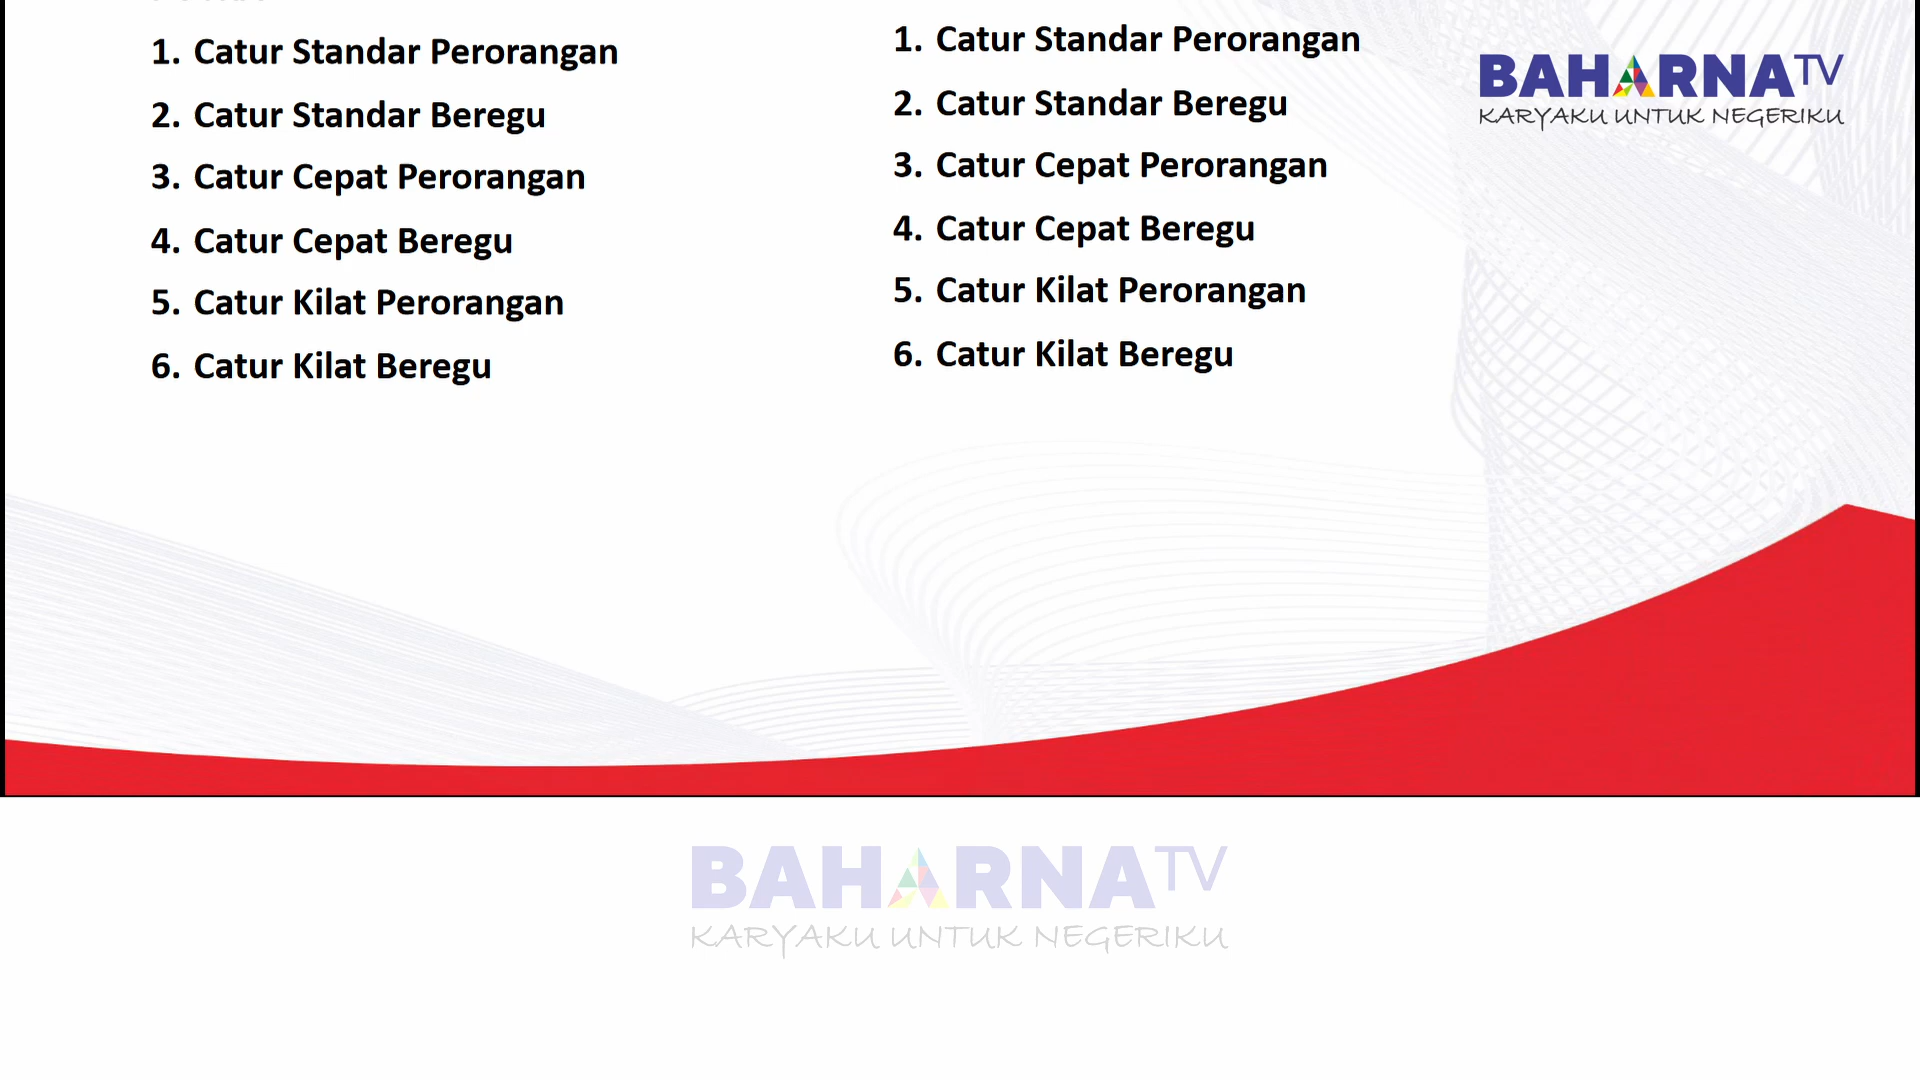 1. Catur Standar Perorangan
2. Catur Standar Beregu
3. Catur Cepat Perorangan
4. Catur Cepat Beregu
5. Catur Kilat Perorangan
6. Catur Kilat Beregu
1. Catur Standar Perorangan
2. Catur Standar Beregu
3. Catur Cepat Perorangan
4. Catur Cepat Beregu
5. Catur Kilat Perorangan
6. Catur Kilat Beregu
BAHARNATV
KARYAKU UNTUK NEGERIKU
BAHARNATV
KARYAKU UNTUK NEGERIKU